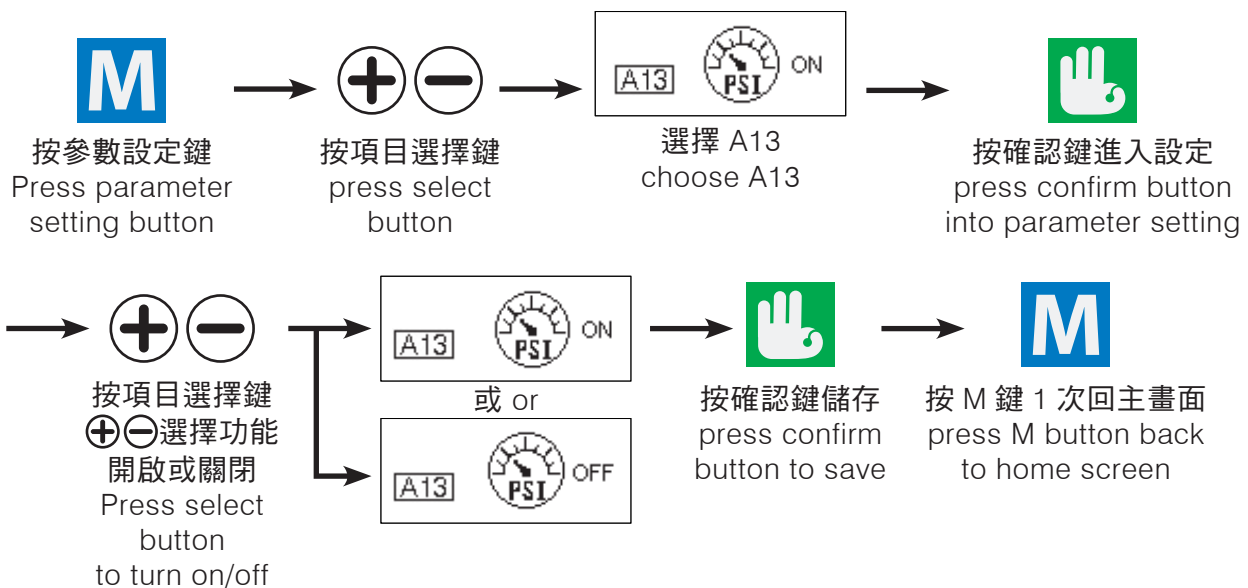 M
按參數設定鍵
Press parameter
setting button
按項目選擇鍵
press select
button
A13 PSI ON
選擇 A13
choose A13
按確認鍵進入設定
press confirm button
into parameter setting
按項目選擇鍵
⊕⊖選擇功能
開啟或關閉
Press select
button
to turn on/off
A13 PSI ON
或 or
A13 PSI OFF
按確認鍵儲存
press confirm
button to save
M
按 M 鍵 1 次回主畫面
press M button back
to home screen